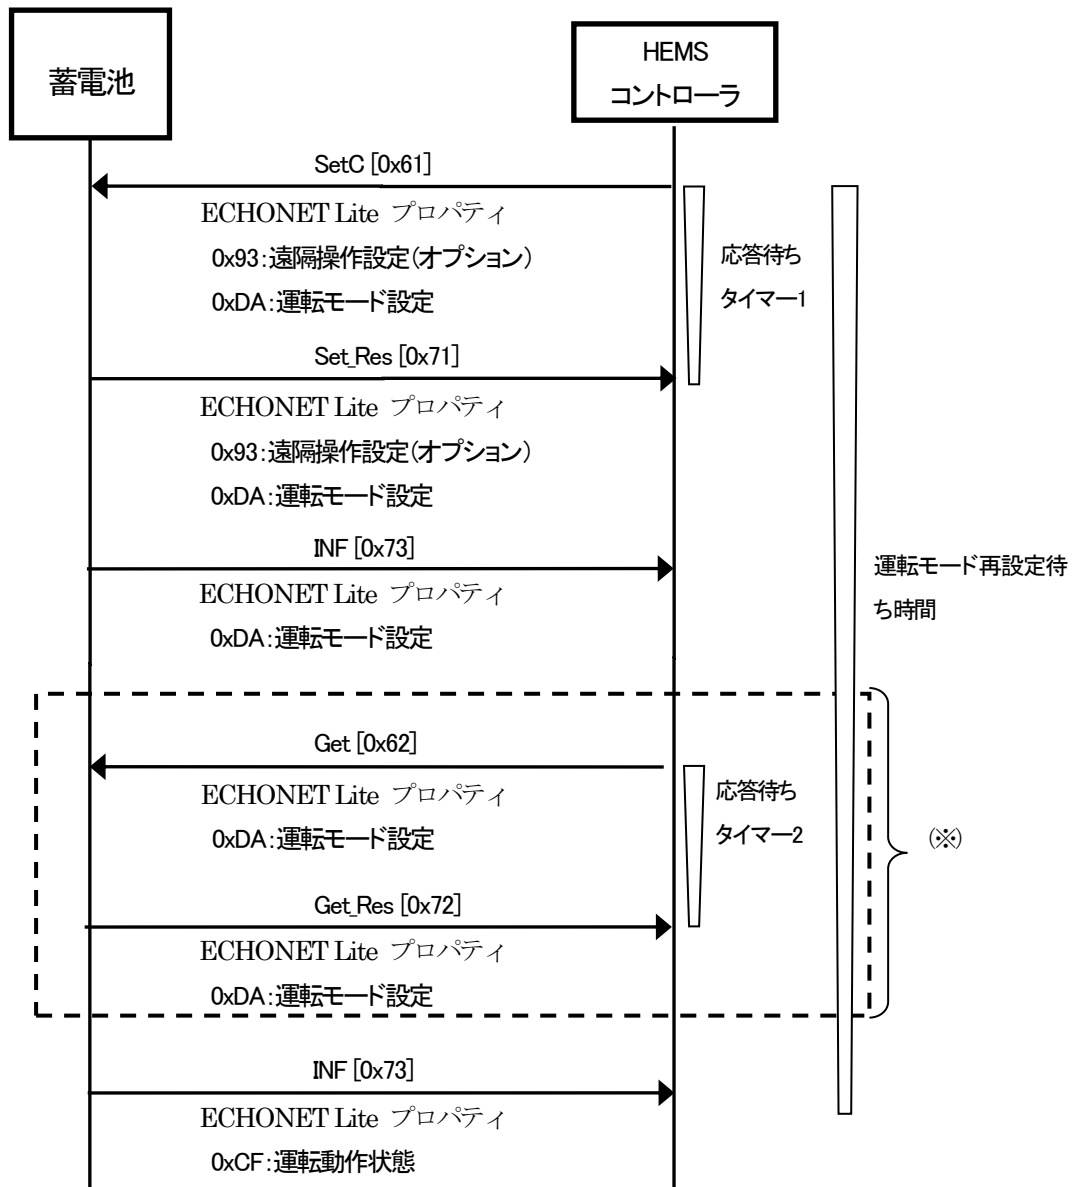 蓄電池
HEMS
コントローラ
SetC [0x61]
ECHONET Lite プロパティ
0x93：遠隔操作設定(オプション)
0xDA：運転モード設定
応答待ち
タイマー1
Set_Res [0x71]
ECHONET Lite プロパティ
0x93：遠隔操作設定(オプション)
0xDA：運転モード設定
INF [0x73]
ECHONET Lite プロパティ
0xDA：運転モード設定
運転モード再設定待
ち時間
Get [0x62]
ECHONET Lite プロパティ
0xDA：運転モード設定
応答待ち
タイマー2
(※)
Get_Res [0x72]
ECHONET Lite プロパティ
0xDA：運転モード設定
INF [0x73]
ECHONET Lite プロパティ
0xCF：運転動作状態